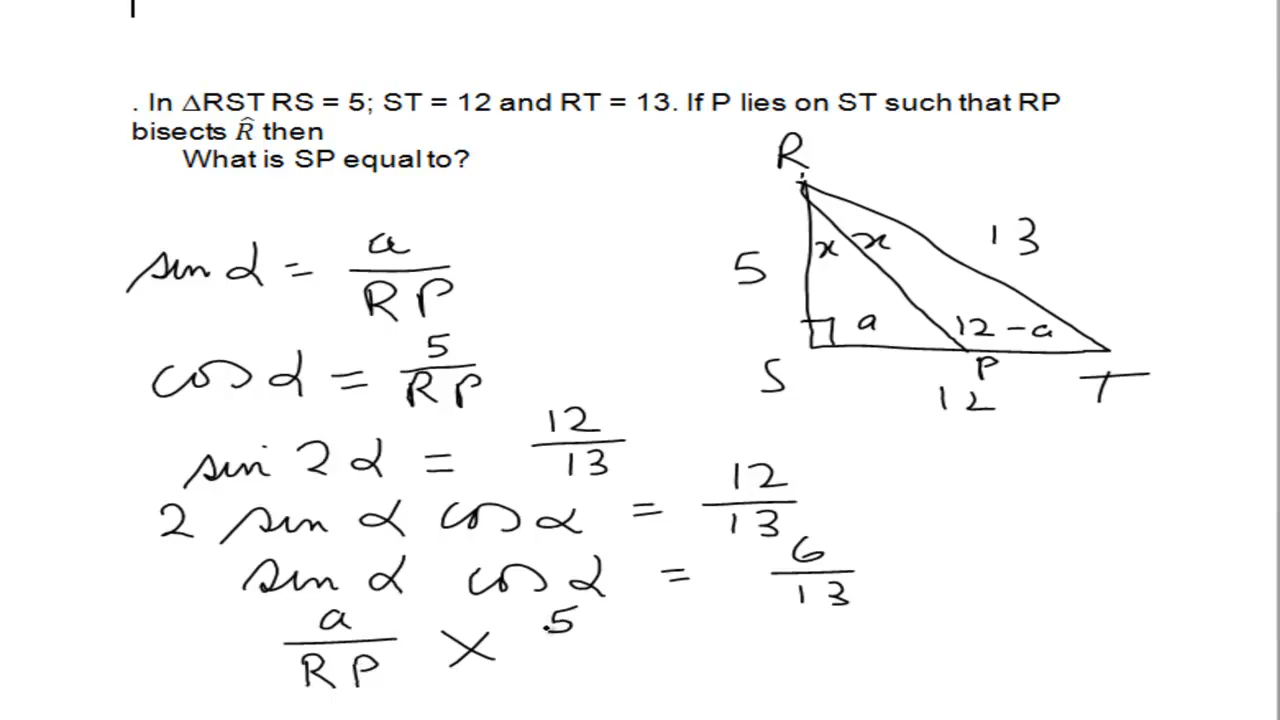 . In ΔRST RS = 5; ST = 12 and RT = 13. If P lies on ST such that RP
bisects R̂ then
What is SP equal to?
sin α = a / RP
cos α = 5 / RP
sin 2α = 12 / 13
2 sin α cos α = 12 / 13
sin α cos α = 6 / 13
a / RP × .5
R
x x
13
5
a
12 - a
S
P
12
T